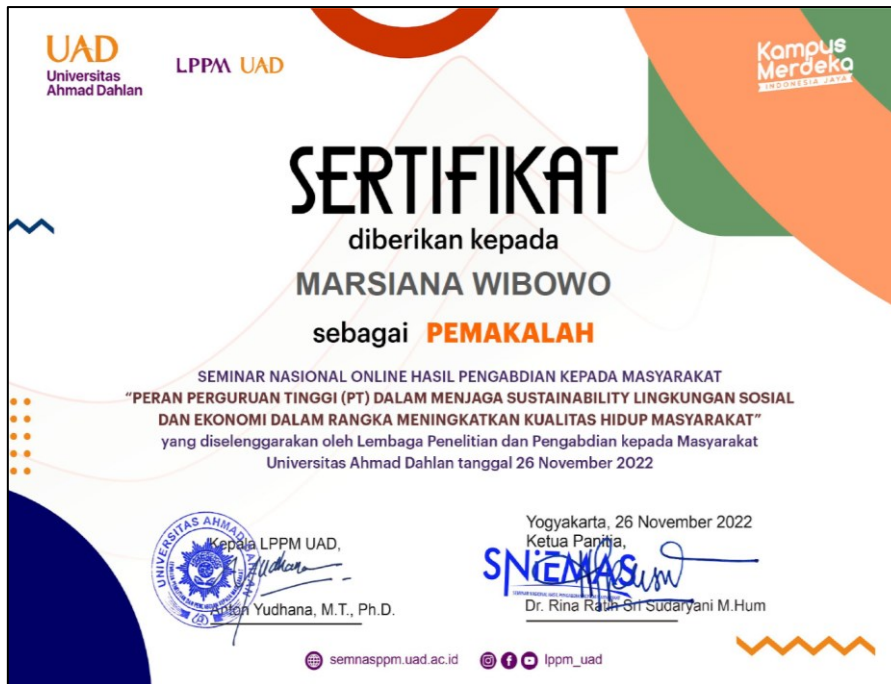 UAD
Universitas
Ahmad Dahlan
LPPM UAD
Kampus
Merdeka
INDONESIA JAYA
SERTIFIKAT
diberikan kepada
MARSIANA WIBOWO
sebagai PEMAKALAH
SEMINAR NASIONAL ONLINE HASIL PENGABDIAN KEPADA MASYARAKAT
“PERAN PERGURUAN TINGGI (PT) DALAM MENJAGA SUSTAINABILITY LINGKUNGAN SOSIAL
DAN EKONOMI DALAM RANGKA MENINGKATKAN KUALITAS HIDUP MASYARAKAT”
yang diselenggarakan oleh Lembaga Penelitian dan Pengabdian kepada Masyarakat
Universitas Ahmad Dahlan tanggal 26 November 2022
Kepala LPPM UAD,
UNIVERSITAS AHMAD DAHLAN
Anton Yudhana, M.T., Ph.D.
Yogyakarta, 26 November 2022
Ketua Panitia,
SNiEMAS
Dr. Rina Ratih Sri Sudaryani M.Hum
semnasppm.uad.ac.id lppm_uad